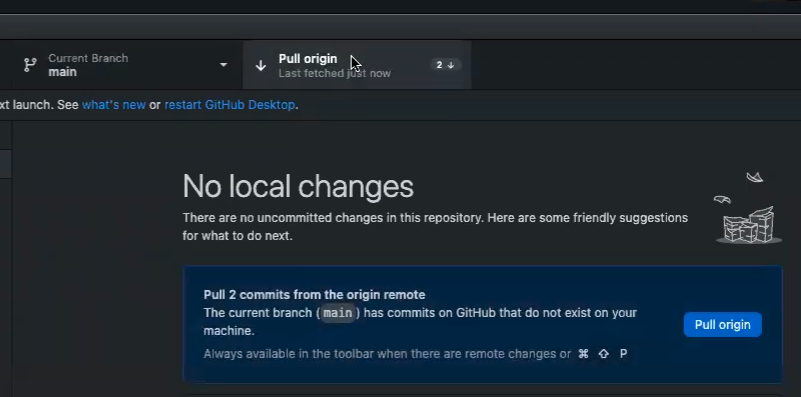 Current Branch
main
Pull origin
Last fetched just now
2 ↓
xt launch. See what's new or restart GitHub Desktop.
No local changes
There are no uncommitted changes in this repository. Here are some friendly suggestions
for what to do next.
Pull 2 commits from the origin remote
The current branch (main) has commits on GitHub that do not exist on your
machine.
Pull origin
Always available in the toolbar when there are remote changes or ⌘ ⇧ P